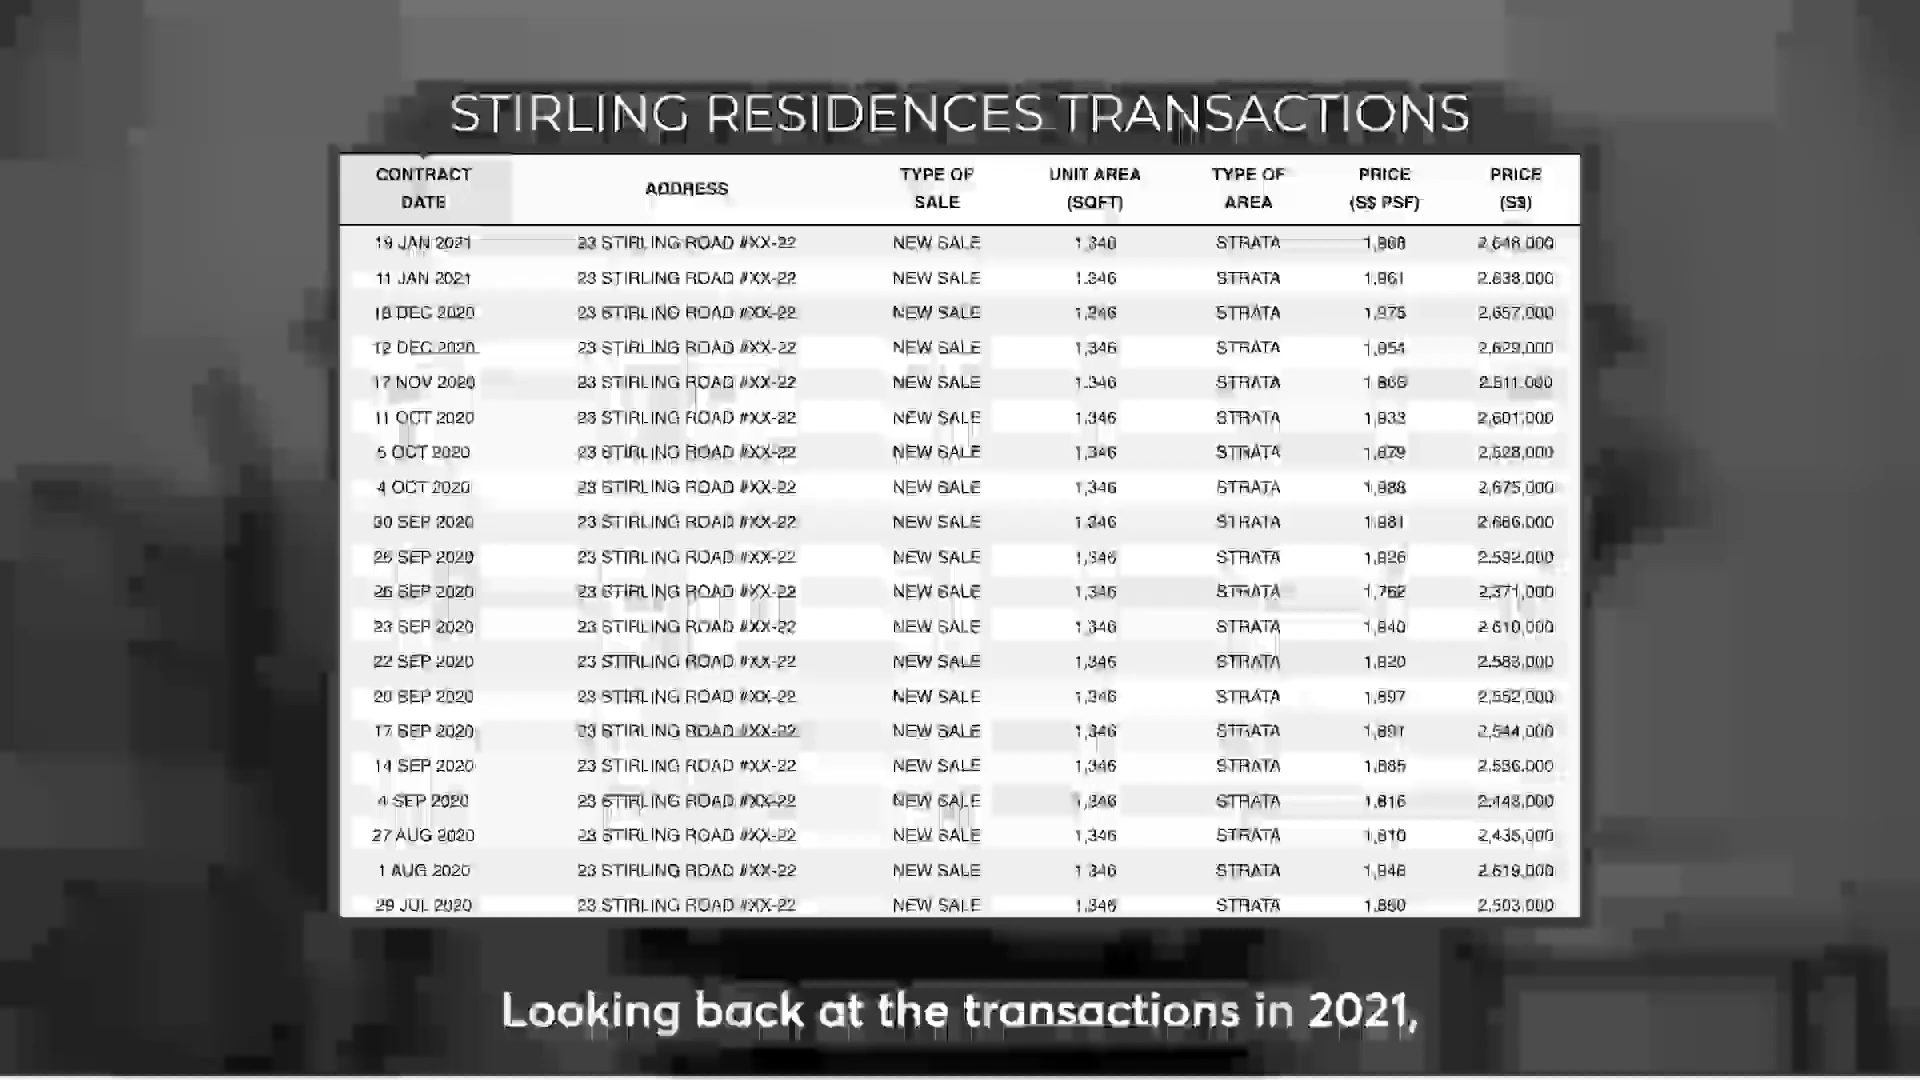 STIRLING RESIDENCES TRANSACTIONS
CONTRACT DATE ADDRESS TYPE OF SALE UNIT AREA (SQFT) TYPE OF AREA PRICE (S$ PSF) PRICE (S$)
19 JAN 2021 23 STIRLING ROAD #XX-22 NEW SALE 1,346 STRATA 1,968 2,648,000
11 JAN 2021 23 STIRLING ROAD #XX-22 NEW SALE 1,346 STRATA 1,961 2,638,000
18 DEC 2020 23 STIRLING ROAD #XX-22 NEW SALE 1,346 STRATA 1,975 2,657,000
12 DEC 2020 23 STIRLING ROAD #XX-22 NEW SALE 1,346 STRATA 1,954 2,629,000
17 NOV 2020 23 STIRLING ROAD #XX-22 NEW SALE 1,346 STRATA
11 OCT 2020 23 STIRLING ROAD #XX-22 NEW SALE 1,346 STRATA 1,933 2,601,000
5 OCT 2020 23 STIRLING ROAD #XX-22 NEW SALE 1,346 STRATA 1,879 2,528,000
4 OCT 2020 23 STIRLING ROAD #XX-22 NEW SALE 1,346 STRATA 1,988 2,675,000
30 SEP 2020 23 STIRLING ROAD #XX-22 NEW SALE 1,346 STRATA 1,981 2,666,000
23 STIRLING ROAD #XX-22 NEW SALE 1,346 STRATA 1,926 2,592,000
26 SEP 2020 23 STIRLING ROAD #XX-22 NEW SALE 1,346 STRATA 1,762 2,371,000
23 SEP 2020 23 STIRLING ROAD #XX-22 NEW SALE 1,346 STRATA 1,940 2,610,000
22 SEP 2020 23 STIRLING ROAD #XX-22 NEW SALE 1,346 STRATA 1,920 2,583,000
20 SEP 2020 23 STIRLING ROAD #XX-22 NEW SALE 1,346 STRATA 1,897 2,552,000
17 SEP 2020 23 STIRLING ROAD #XX-22 NEW SALE 1,346 STRATA 1,891 2,544,000
14 SEP 2020 23 STIRLING ROAD #XX-22 NEW SALE 1,346 STRATA 1,885 2,536,000
4 SEP 2020 23 STIRLING ROAD #XX-22 NEW SALE 1,346 STRATA 1,816
27 AUG 2020 23 STIRLING ROAD #XX-22 NEW SALE 1,346 STRATA 1,810 2,435,000
1 AUG 2020 23 STIRLING ROAD #XX-22 NEW SALE 1,346 STRATA 2,619,000
29 JUL 2020 23 STIRLING ROAD #XX-22 NEW SALE 1,346 STRATA 1,860 2,503,000
Looking back at the transactions in 2021,